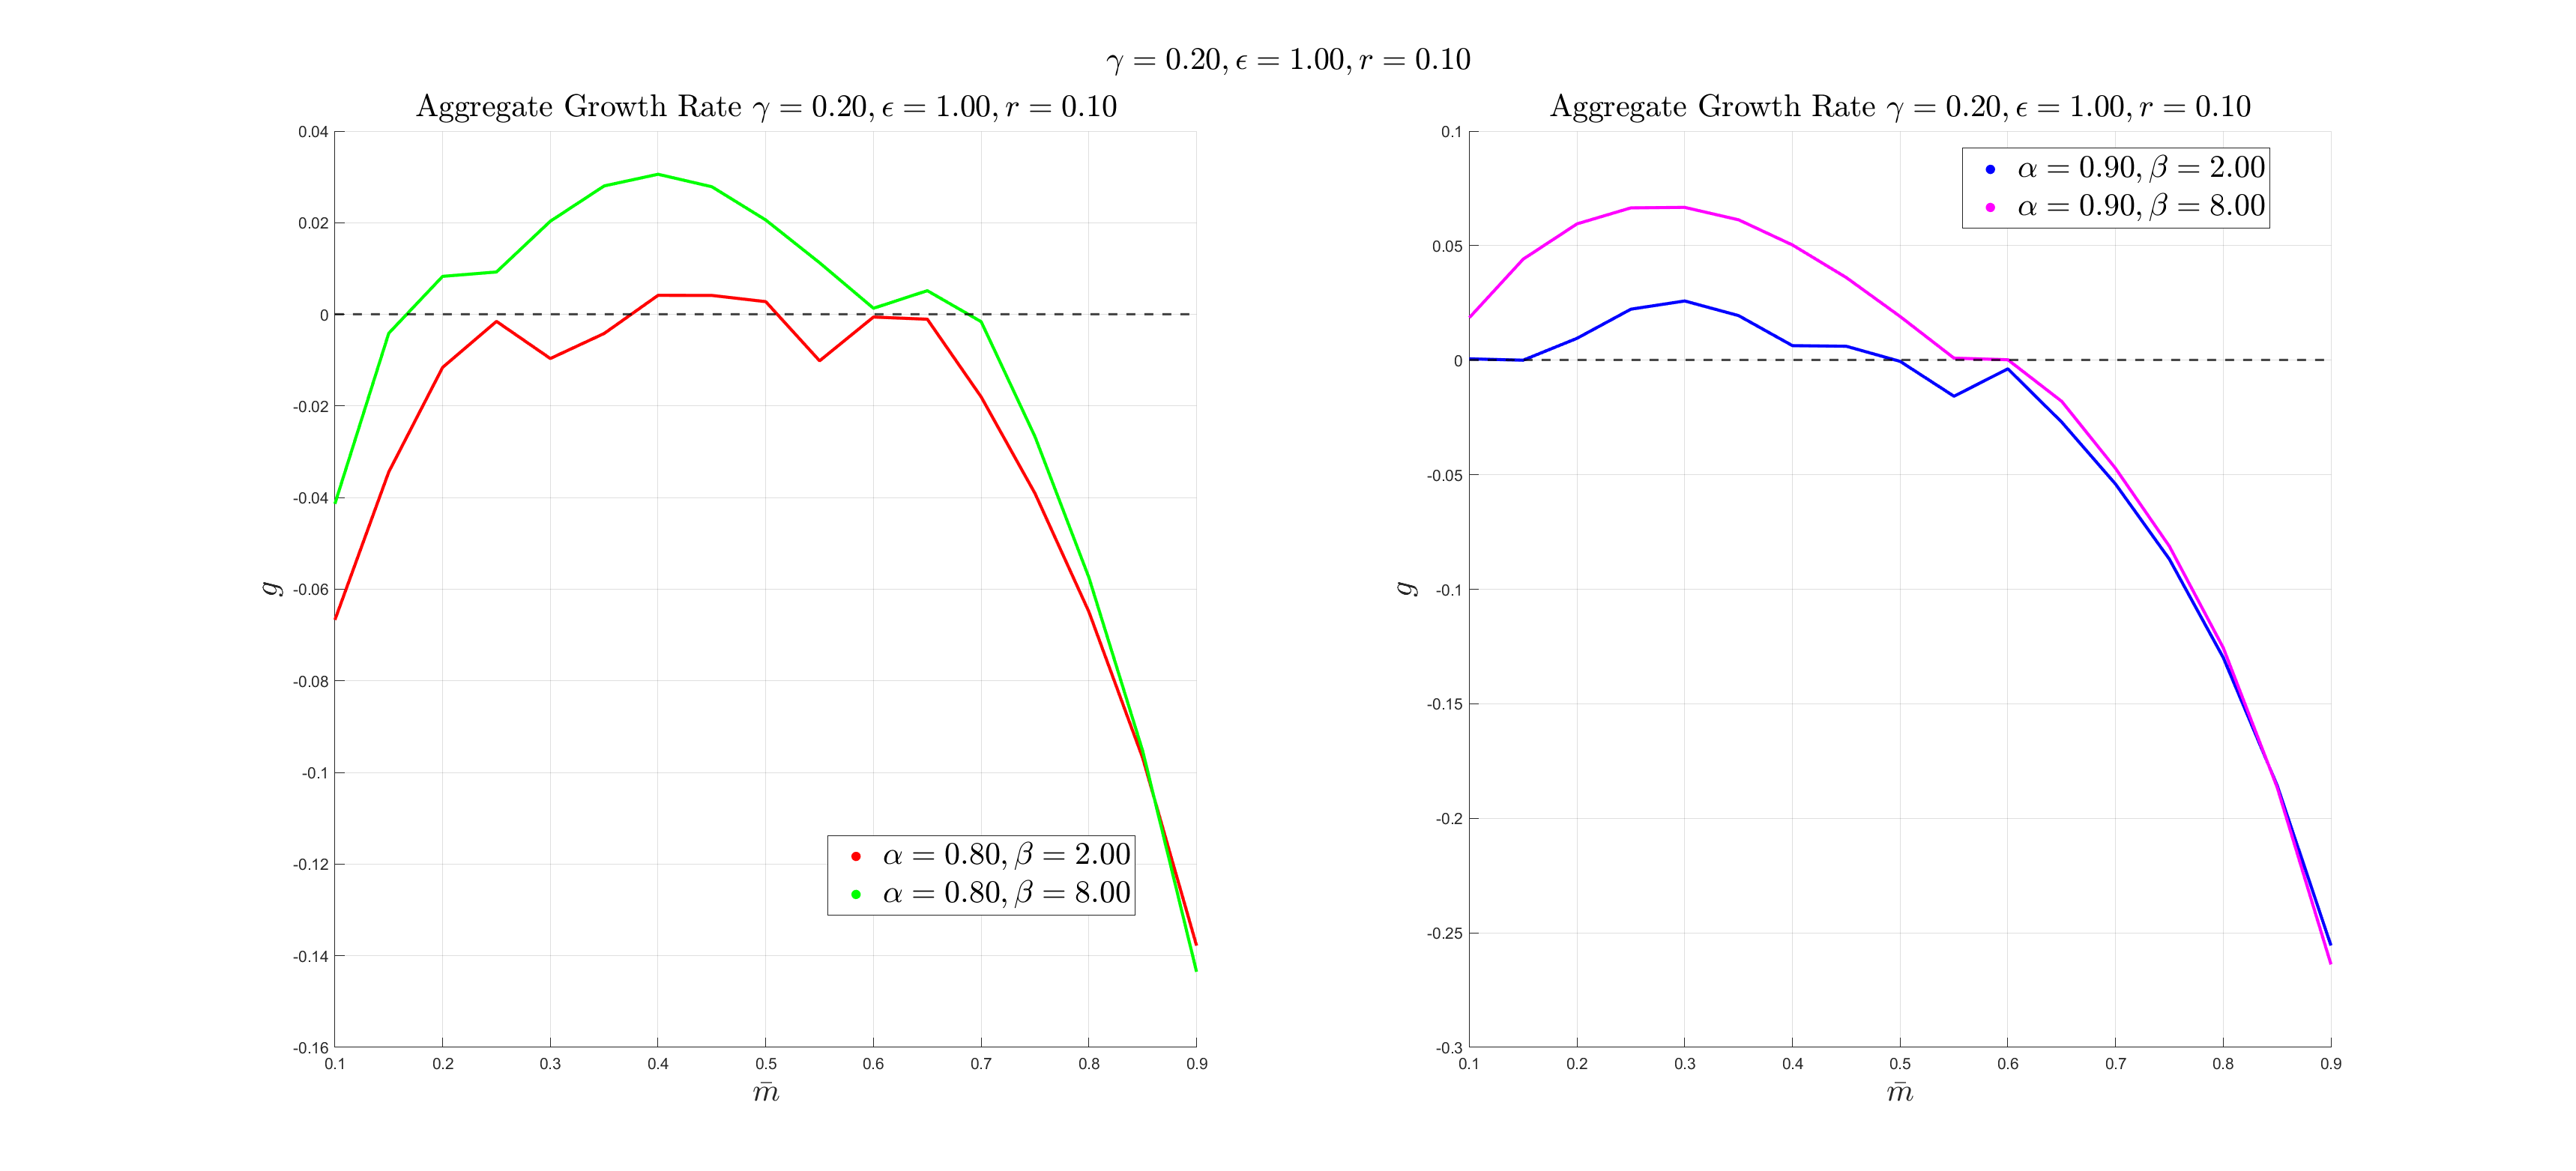 γ = 0.20, ϵ = 1.00, r = 0.10
Aggregate Growth Rate γ = 0.20, ϵ = 1.00, r = 0.10
0.04
0.02
0
-0.02
-0.04
-0.06
-0.08
-0.1
-0.12
-0.14
-0.16
g
0.1 0.2 0.3 0.4 0.5 0.6 0.7 0.8 0.9
m̄
α = 0.80, β = 2.00
α = 0.80, β = 8.00
Aggregate Growth Rate γ = 0.20, ϵ = 1.00, r = 0.10
0.1
0.05
0
-0.05
-0.1
-0.15
-0.2
-0.25
-0.3
g
0.1 0.2 0.3 0.4 0.5 0.6 0.7 0.8 0.9
m̄
α = 0.90, β = 2.00
α = 0.90, β = 8.00